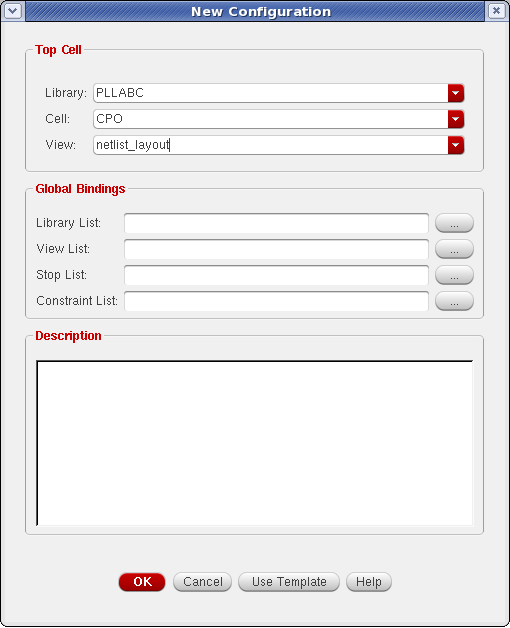 New Configuration
Top Cell
Library: PLLABC
Cell: CPO
View: netlist_layout
Global Bindings
Library List: ...
View List: ...
Stop List: ...
Constraint List: ...
Description
OK Cancel Use Template Help